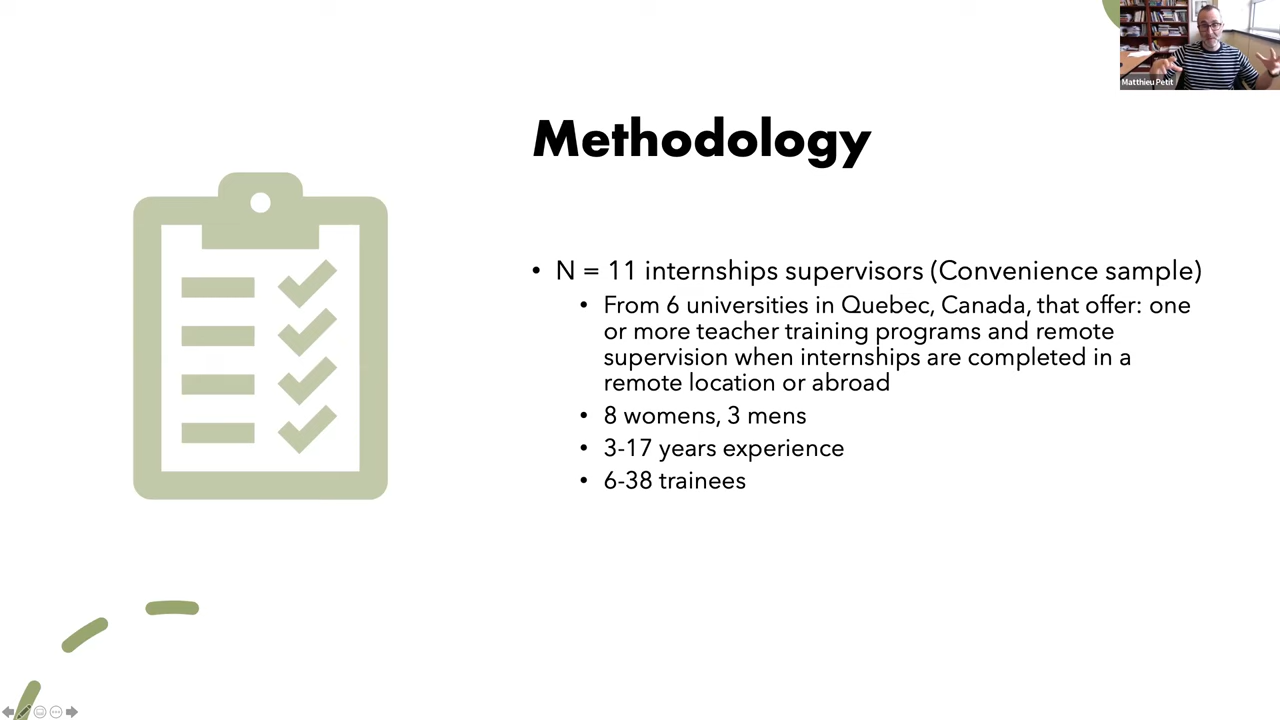 Matthieu Petit
Methodology
• N = 11 internships supervisors (Convenience sample)
• From 6 universities in Quebec, Canada, that offer: one
or more teacher training programs and remote
supervision when internships are completed in a
remote location or abroad
• 8 womens, 3 mens
• 3-17 years experience
• 6-38 trainees